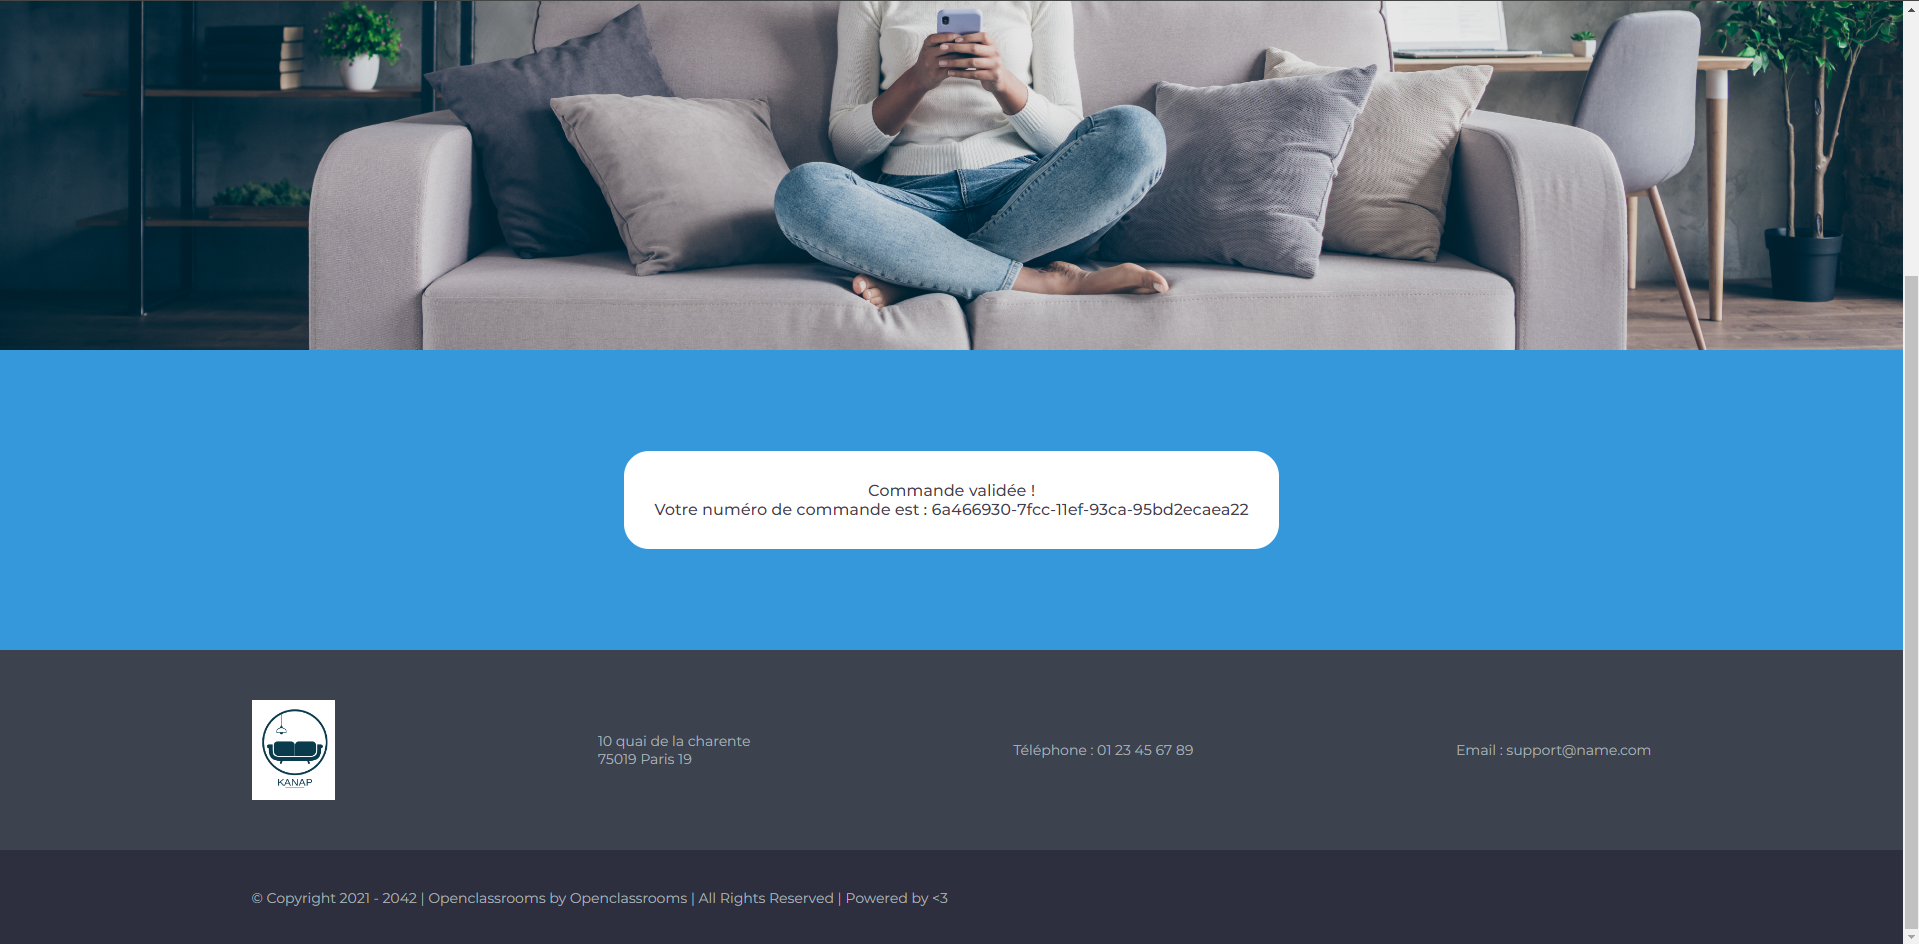 Commande validée !
Votre numéro de commande est : 6a466930-7fcc-11ef-93ca-95bd2ecaea22
KANAP
10 quai de la charente
75019 Paris 19
Téléphone : 01 23 45 67 89
Email : support@name.com
© Copyright 2021 - 2042 | Openclassrooms by Openclassrooms | All Rights Reserved | Powered by <3